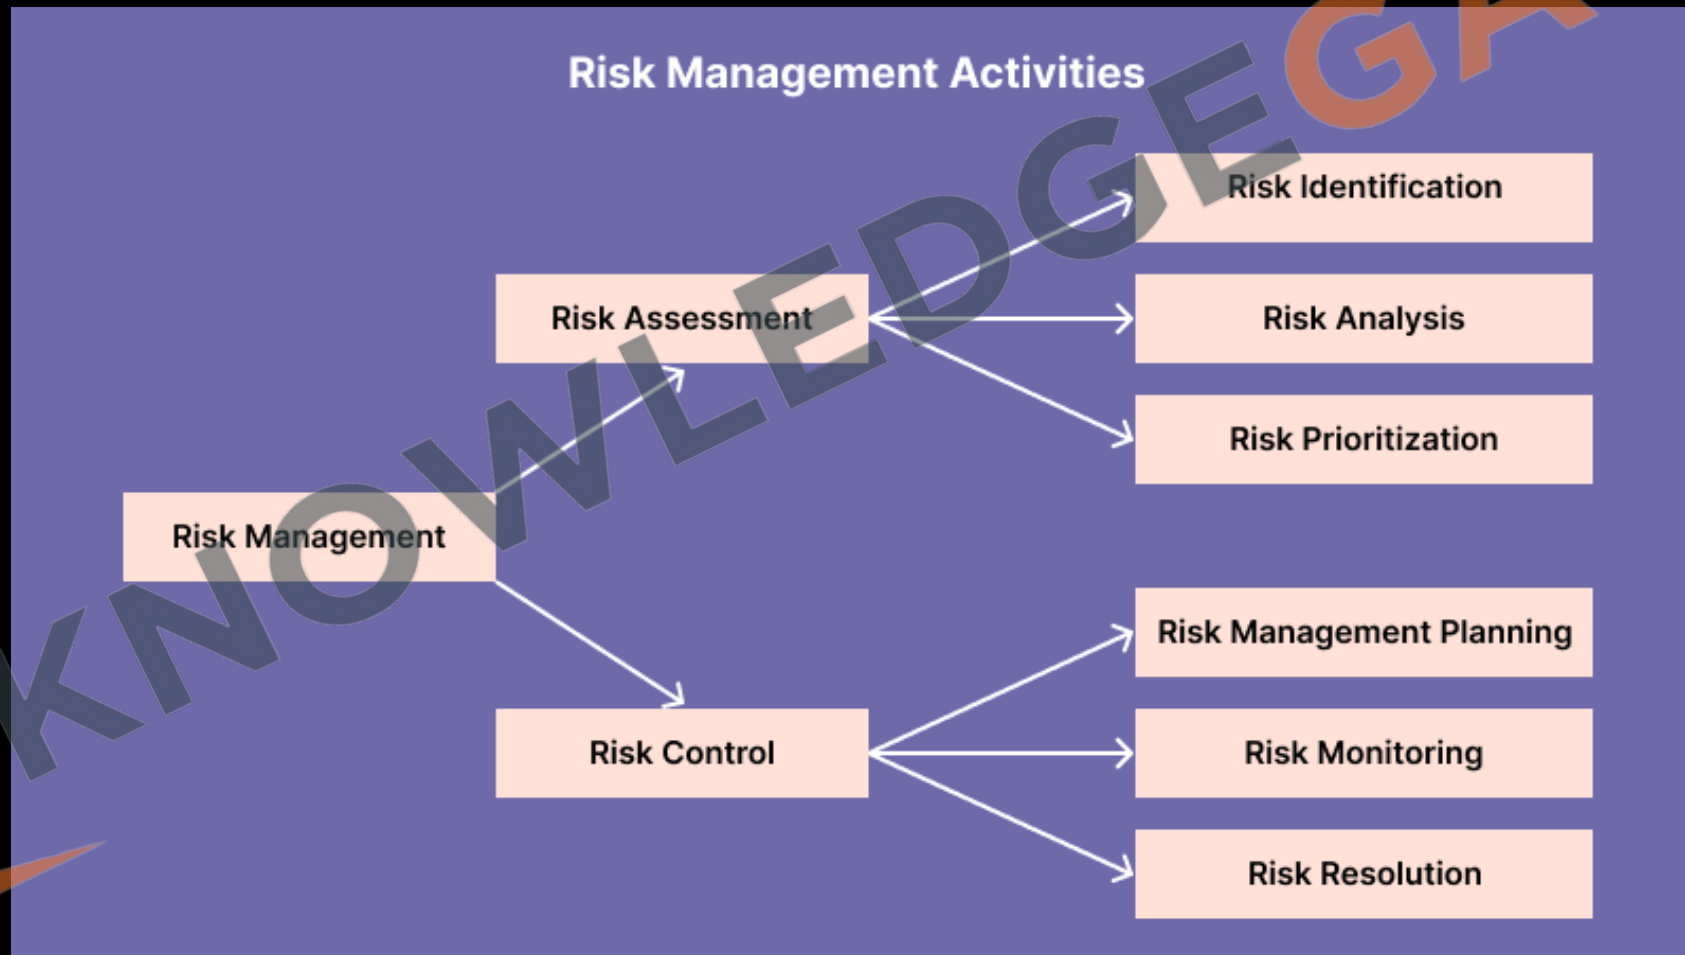 Risk Management Activities
Risk Identification
Risk Assessment
Risk Analysis
Risk Prioritization
Risk Management
Risk Management Planning
Risk Control
Risk Monitoring
Risk Resolution
KNOWLEDGEGA